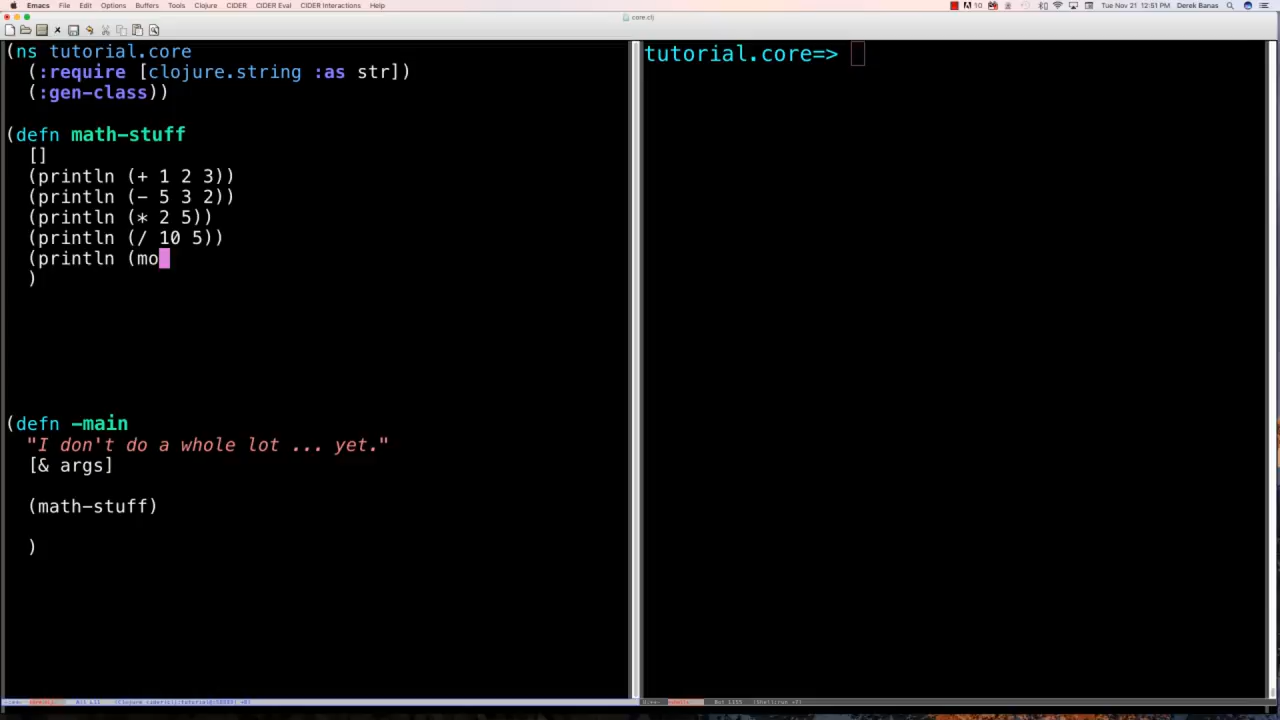 Emacs File Edit Options Buffers Tools Clojure CIDER CIDER Eval CIDER Interactions Help
10 Tue Nov 21 12:51 PM Derek Banas
core.clj
(ns tutorial.core
(:require [clojure.string :as str])
(:gen-class))
(defn math-stuff
[]
(println (+ 1 2 3))
(println (- 5 3 2))
(println (* 2 5))
(println (/ 10 5))
(println (mo
)
(defn -main
"I don't do a whole lot ... yet."
[& args]
(math-stuff)
)
tutorial.core=>